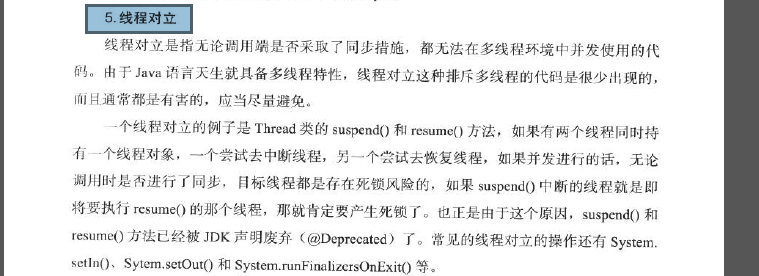 5. 线程对立
线程对立是指无论调用端是否采取了同步措施，都无法在多线程环境中并发使用的代
码。由于 Java 语言天生就具备多线程特性，线程对立这种排斥多线程的代码是很少出现的，
而且通常都是有害的，应当尽量避免。
一个线程对立的例子是 Thread 类的 suspend() 和 resume() 方法，如果有两个线程同时持
有一个线程对象，一个尝试去中断线程，另一个尝试去恢复线程，如果并发进行的话，无论
调用时是否进行了同步，目标线程都是存在死锁风险的，如果 suspend() 中断的线程就是即
将要执行 resume() 的那个线程，那就肯定要产生死锁了。也正是由于这个原因，suspend() 和
resume() 方法已经被 JDK 声明废弃（@Deprecated）了。常见的线程对立的操作还有 System.
setIn()、Sytem.setOut() 和 System.runFinalizersOnExit() 等。